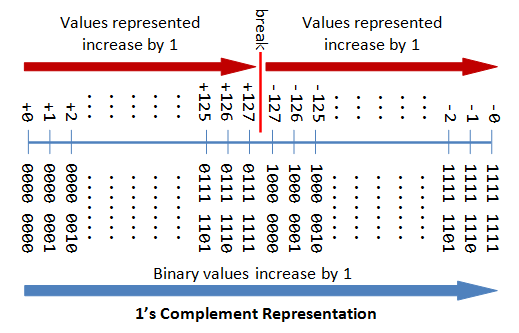 Values represented
increase by 1
break
Values represented
increase by 1
+0
+1
+2
. . . . .
+125
+126
+127
-127
-126
-125
. . . . .
-2
-1
-0
0000 0000
0000 0001
0000 0010
. . . . .
0111 1101
0111 1110
0111 1111
1000 0000
1000 0001
1000 0010
. . . . .
1111 1101
1111 1110
1111 1111
Binary values increase by 1
1's Complement Representation